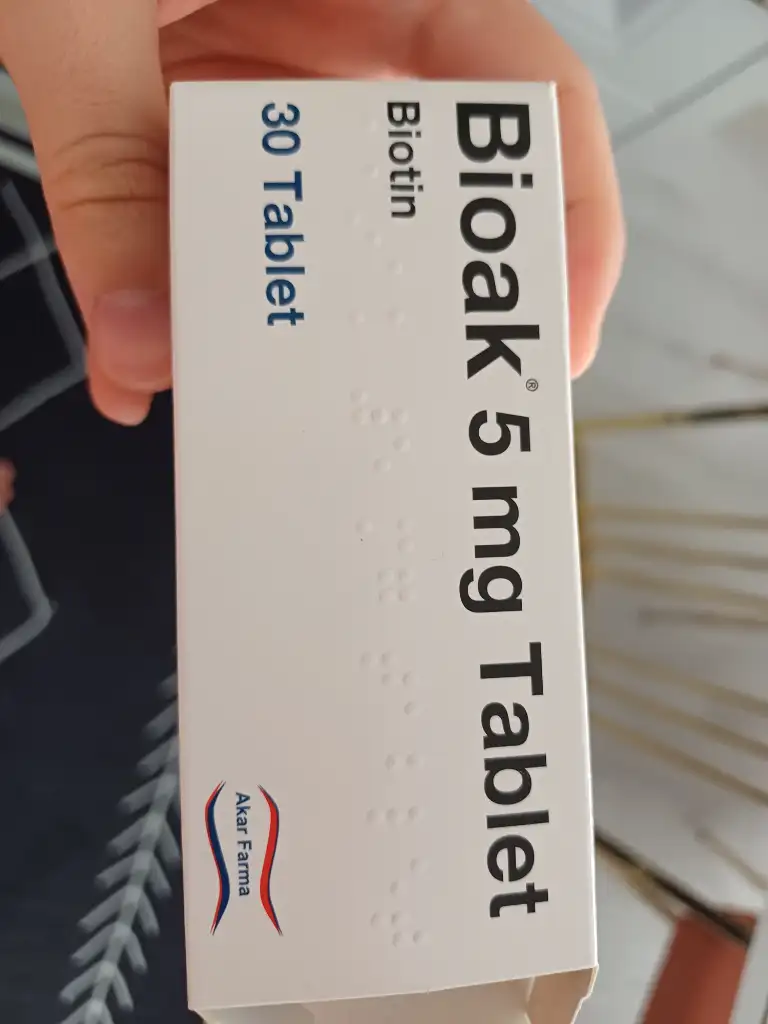 Bioak® 5 mg Tablet
Biotin
30 Tablet
Akar Farma